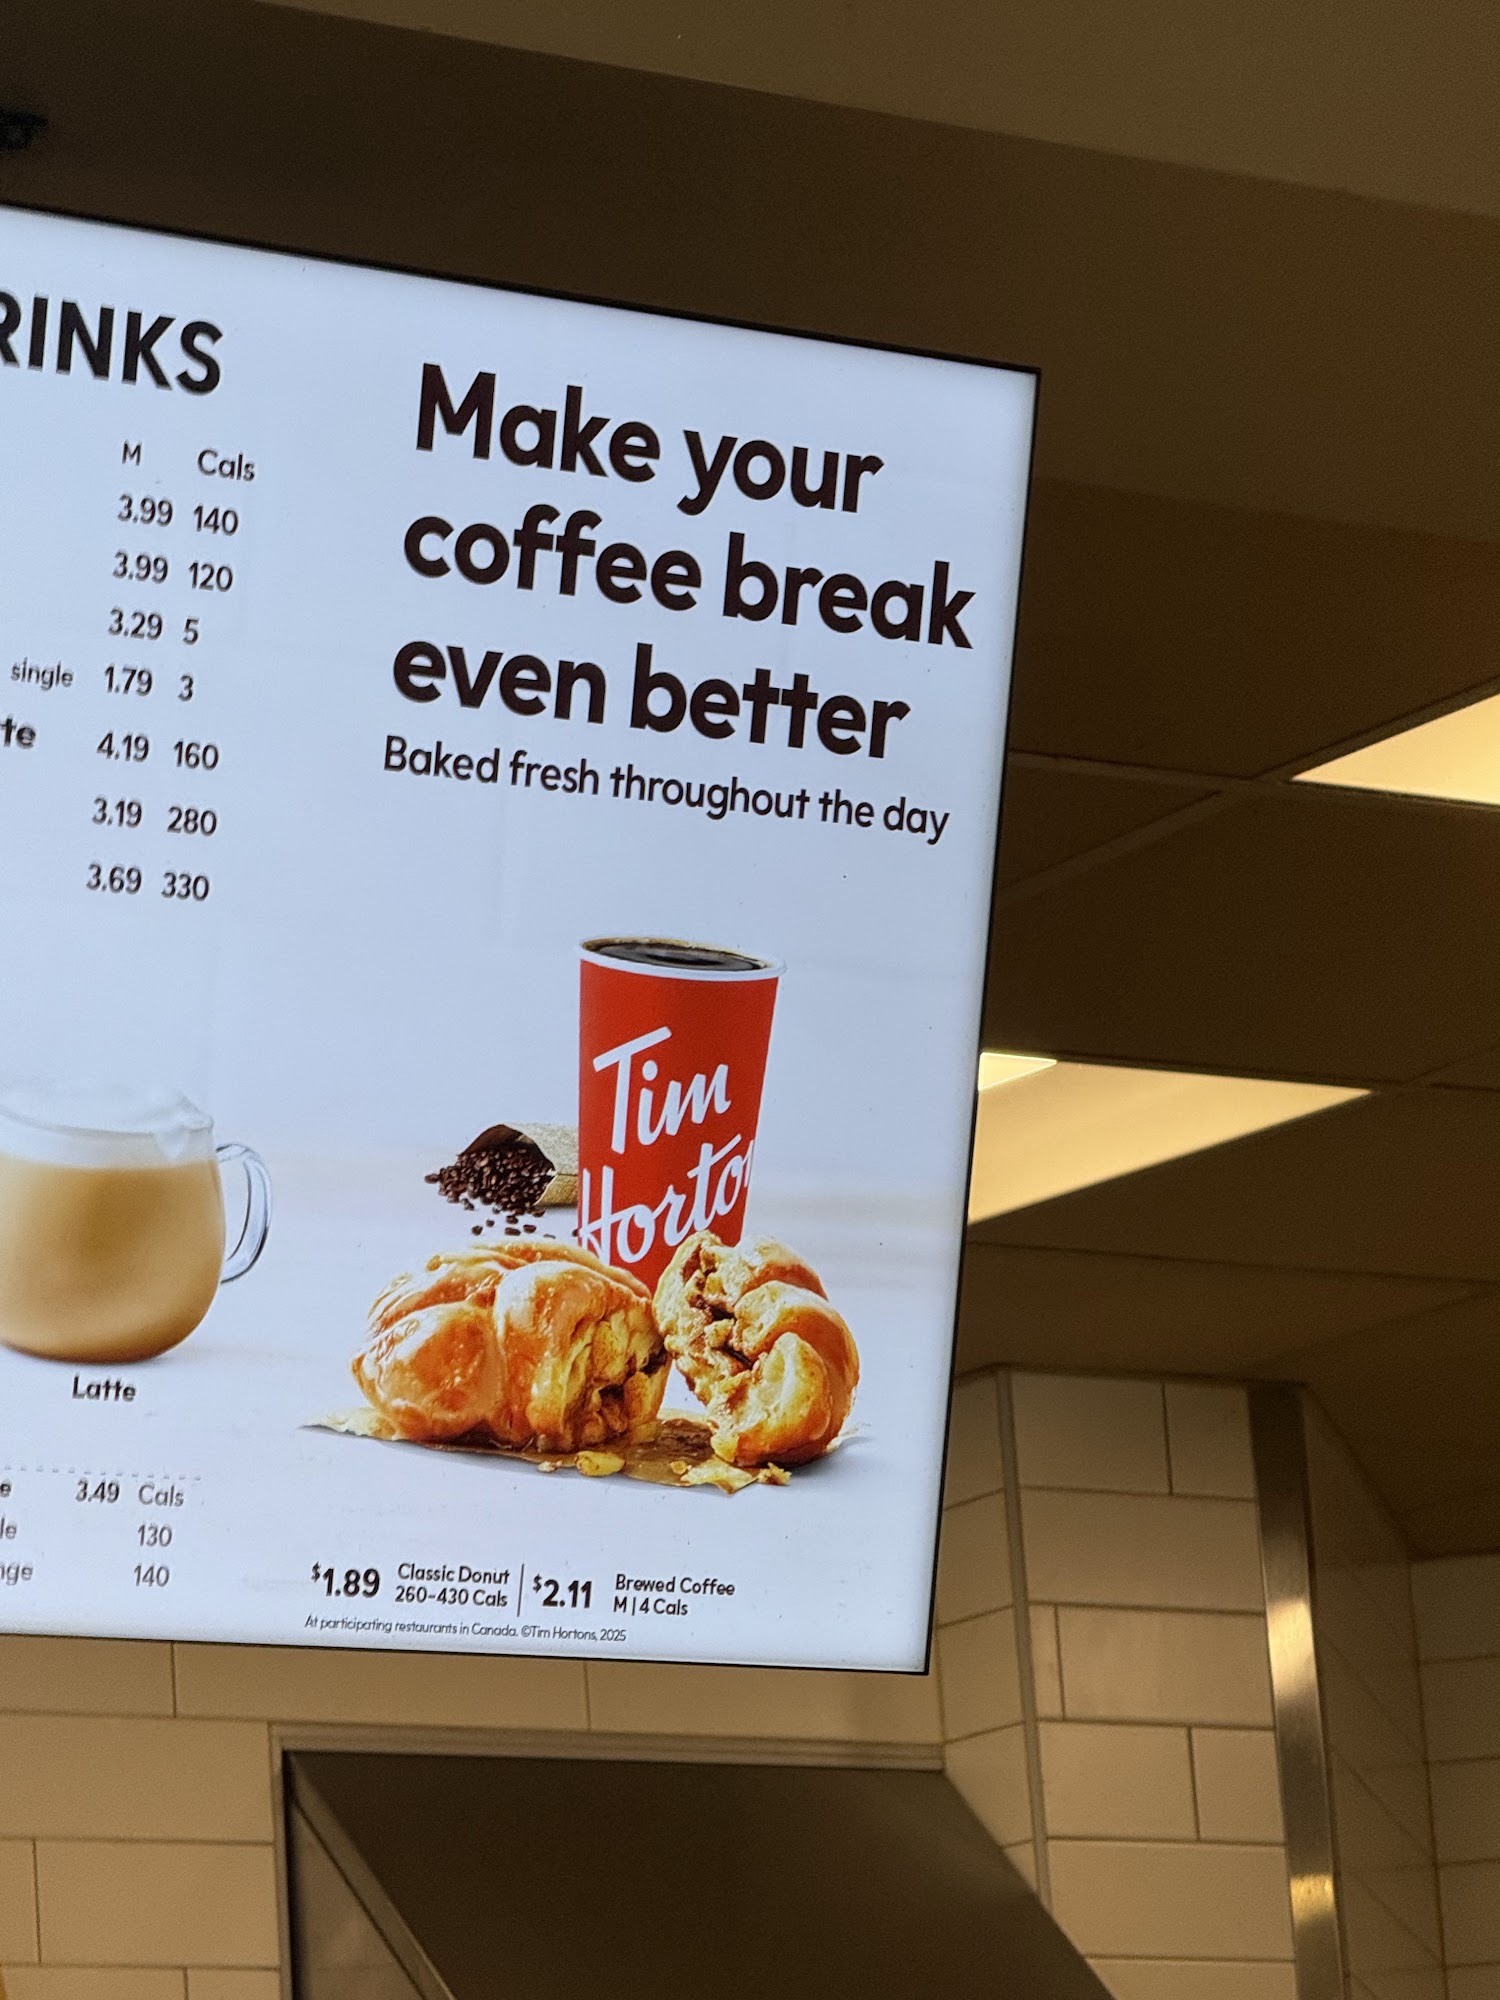 RINKS
M Cals
3.99 140
3.99 120
3.29 5
single 1.79 3
te 4.19 160
3.19 280
3.69 330
Latte
e 3.49 Cals
le 130
nge 140
Make your
coffee break
even better
Baked fresh throughout the day
Tim
Horto
$1.89 Classic Donut 260-430 Cals | $2.11 Brewed Coffee M | 4 Cals
At participating restaurants in Canada. ©Tim Hortons, 2025